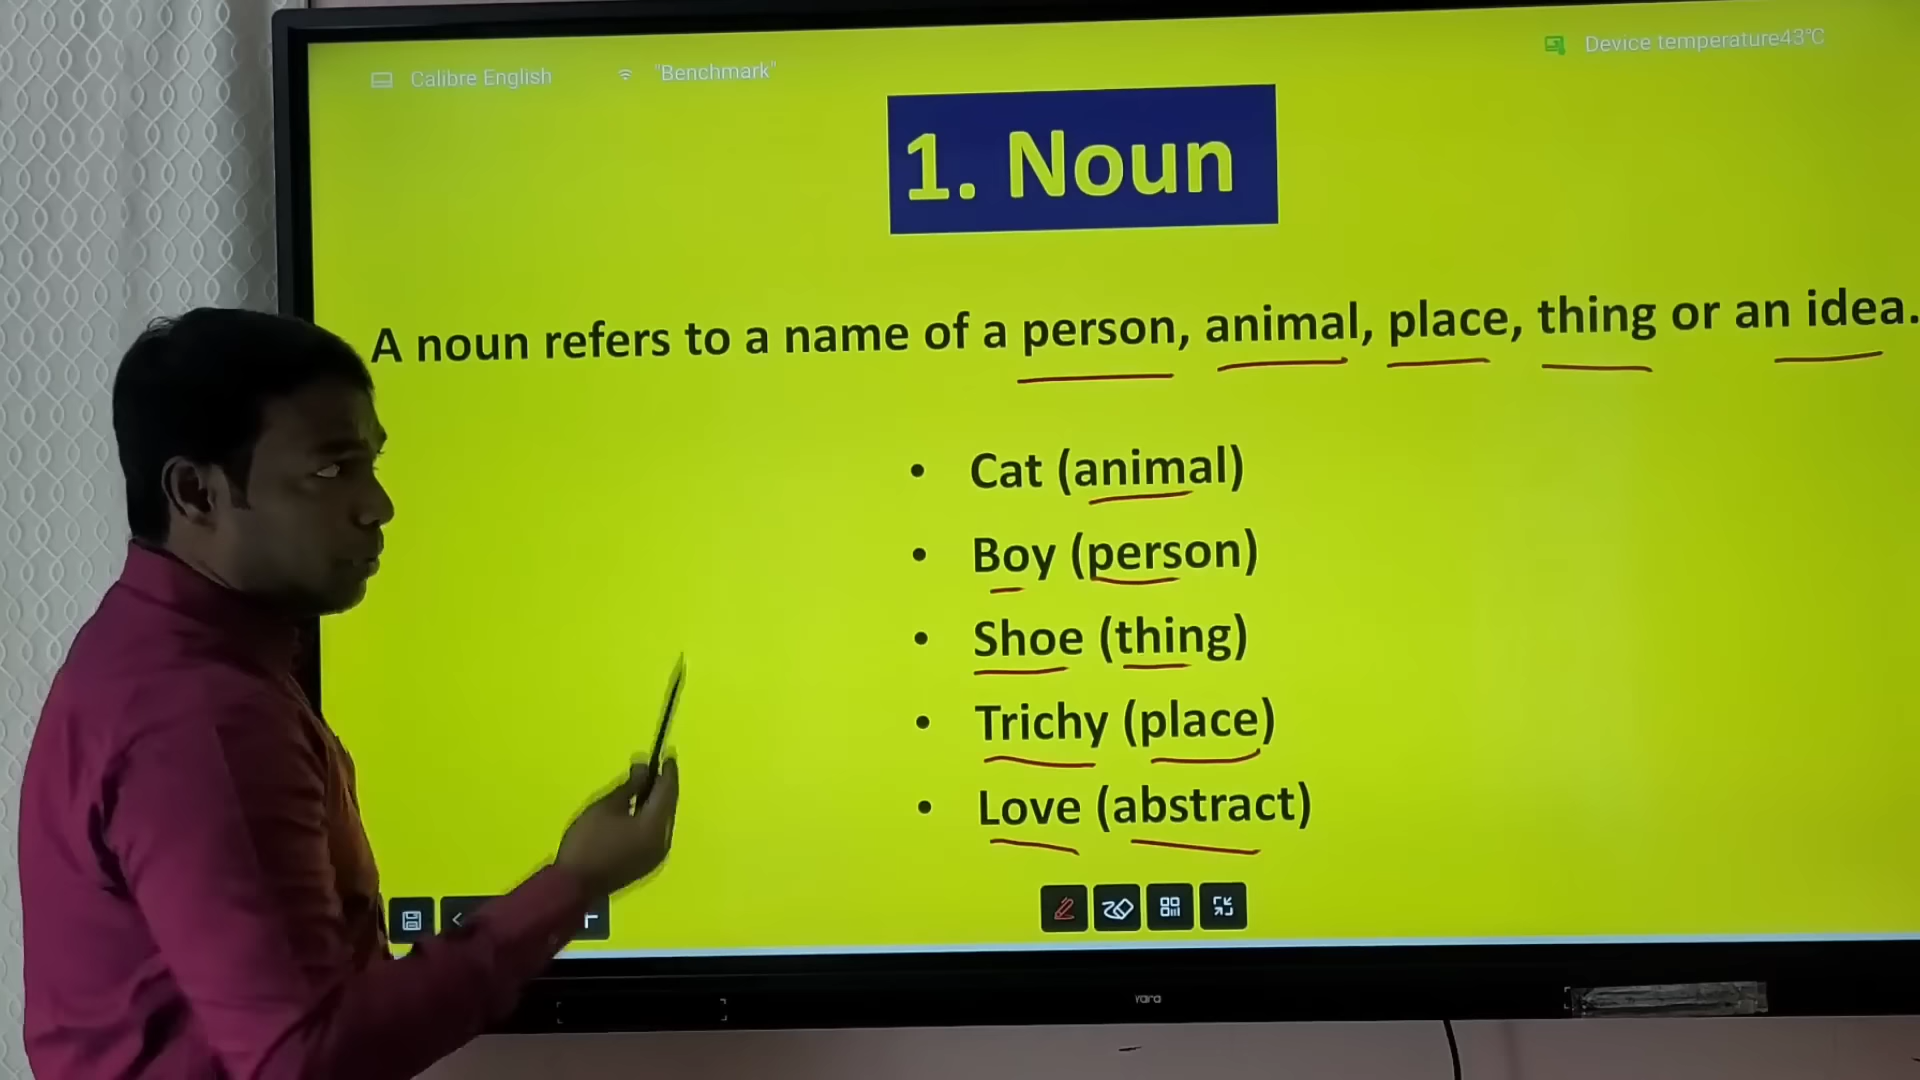 Calibre English "Benchmark" Device temperature43°C
1. Noun
A noun refers to a name of a person, animal, place, thing or an idea.
• Cat (animal)
• Boy (person)
• Shoe (thing)
• Trichy (place)
• Love (abstract)
yara